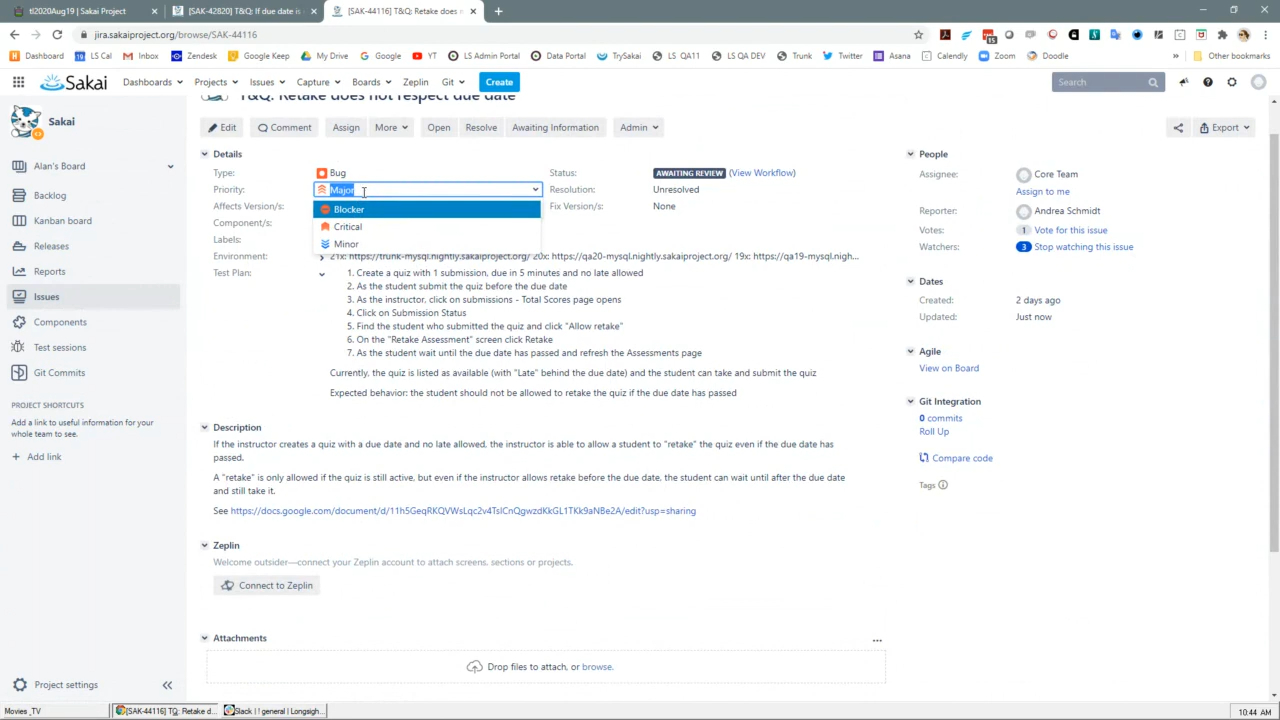 tl2020Aug19 | Sakai Project
[SAK-42820] T&Q: If due date is
[SAK-44116] T&Q: Retake does n
jira.sakaiproject.org/browse/SAK-44116
Dashboard
LS Cal
Inbox
Zendesk
Google Keep
My Drive
Google
YT
LS Admin Portal
Data Portal
TrySakai
LS QA11
LS QA DEV
Trunk
Twitter
Asana
Calendly
Zoom
Doodle
Other bookmarks
Sakai
Dashboards
Projects
Issues
Capture
Boards
Zeplin
Git
Create
Search
T&Q: Retake does not respect due date
Sakai
Edit
Comment
Assign
More
Open
Resolve
Awaiting Information
Admin
Export
Alan's Board
Backlog
Kanban board
Releases
Reports
Issues
Components
Test sessions
Git Commits
PROJECT SHORTCUTS
Add a link to useful information for your
whole team to see.
Add link
Project settings
Details
Type: Bug
Priority: Major
Blocker
Critical
Minor
Affects Version/s:
Component/s:
Labels:
Status: AWAITING REVIEW (View Workflow)
Resolution: Unresolved
Fix Version/s: None
Environment: 21x: https://trunk-mysql.nightly.sakaiproject.org/ 20x: https://qa20-mysql.nightly.sakaiproject.org/ 19x: https://qa19-mysql.nigh...
Test Plan:
1. Create a quiz with 1 submission, due in 5 minutes and no late allowed
2. As the student submit the quiz before the due date
3. As the instructor, click on submissions - Total Scores page opens
4. Click on Submission Status
5. Find the student who submitted the quiz and click "Allow retake"
6. On the "Retake Assessment" screen click Retake
7. As the student wait until the due date has passed and refresh the Assessments page
Currently, the quiz is listed as available (with "Late" behind the due date) and the student can take and submit the quiz
Expected behavior: the student should not be allowed to retake the quiz if the due date has passed
Description
If the instructor creates a quiz with a due date and no late allowed, the instructor is able to allow a student to "retake" the quiz even if the due date has
passed.
A "retake" is only allowed if the quiz is still active, but even if the instructor allows retake before the due date, the student can wait until after the due date
and still take it.
See
Zeplin
Welcome outsider—connect your Zeplin account to attach screens, sections or projects.
Connect to Zeplin
Attachments
Drop files to attach, or browse.
People
Assignee: Core Team
Assign to me
Reporter: Andrea Schmidt
Votes: 1 Vote for this issue
Watchers: 3 Stop watching this issue
Dates
Created: 2 days ago
Updated: Just now
Agile
View on Board
Git Integration
0 commits
Roll Up
Compare code
Tags
Movies _TV
[SAK-44116] TQ: Retake d...
Slack | ! general | Longsigh...
10:44 AM